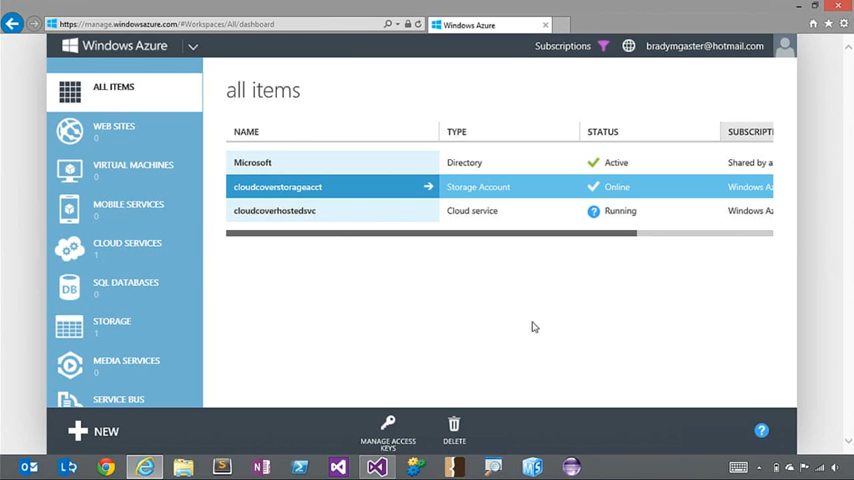 https://manage.windowsazure.com/#Workspaces/All/dashboard
Windows Azure
Windows Azure
Subscriptions
bradymgaster@hotmail.com
ALL ITEMS
WEB SITES
0
VIRTUAL MACHINES
0
MOBILE SERVICES
0
CLOUD SERVICES
1
DB
SQL DATABASES
0
STORAGE
1
MEDIA SERVICES
0
SERVICE BUS
all items
NAME TYPE STATUS SUBSCRIPTI
Microsoft Directory Active Shared by a
cloudcoverstorageacct Storage Account Online Windows Az
cloudcoverhostedsvc Cloud service ? Running Windows Az
NEW
MANAGE ACCESS
KEYS
DELETE
?